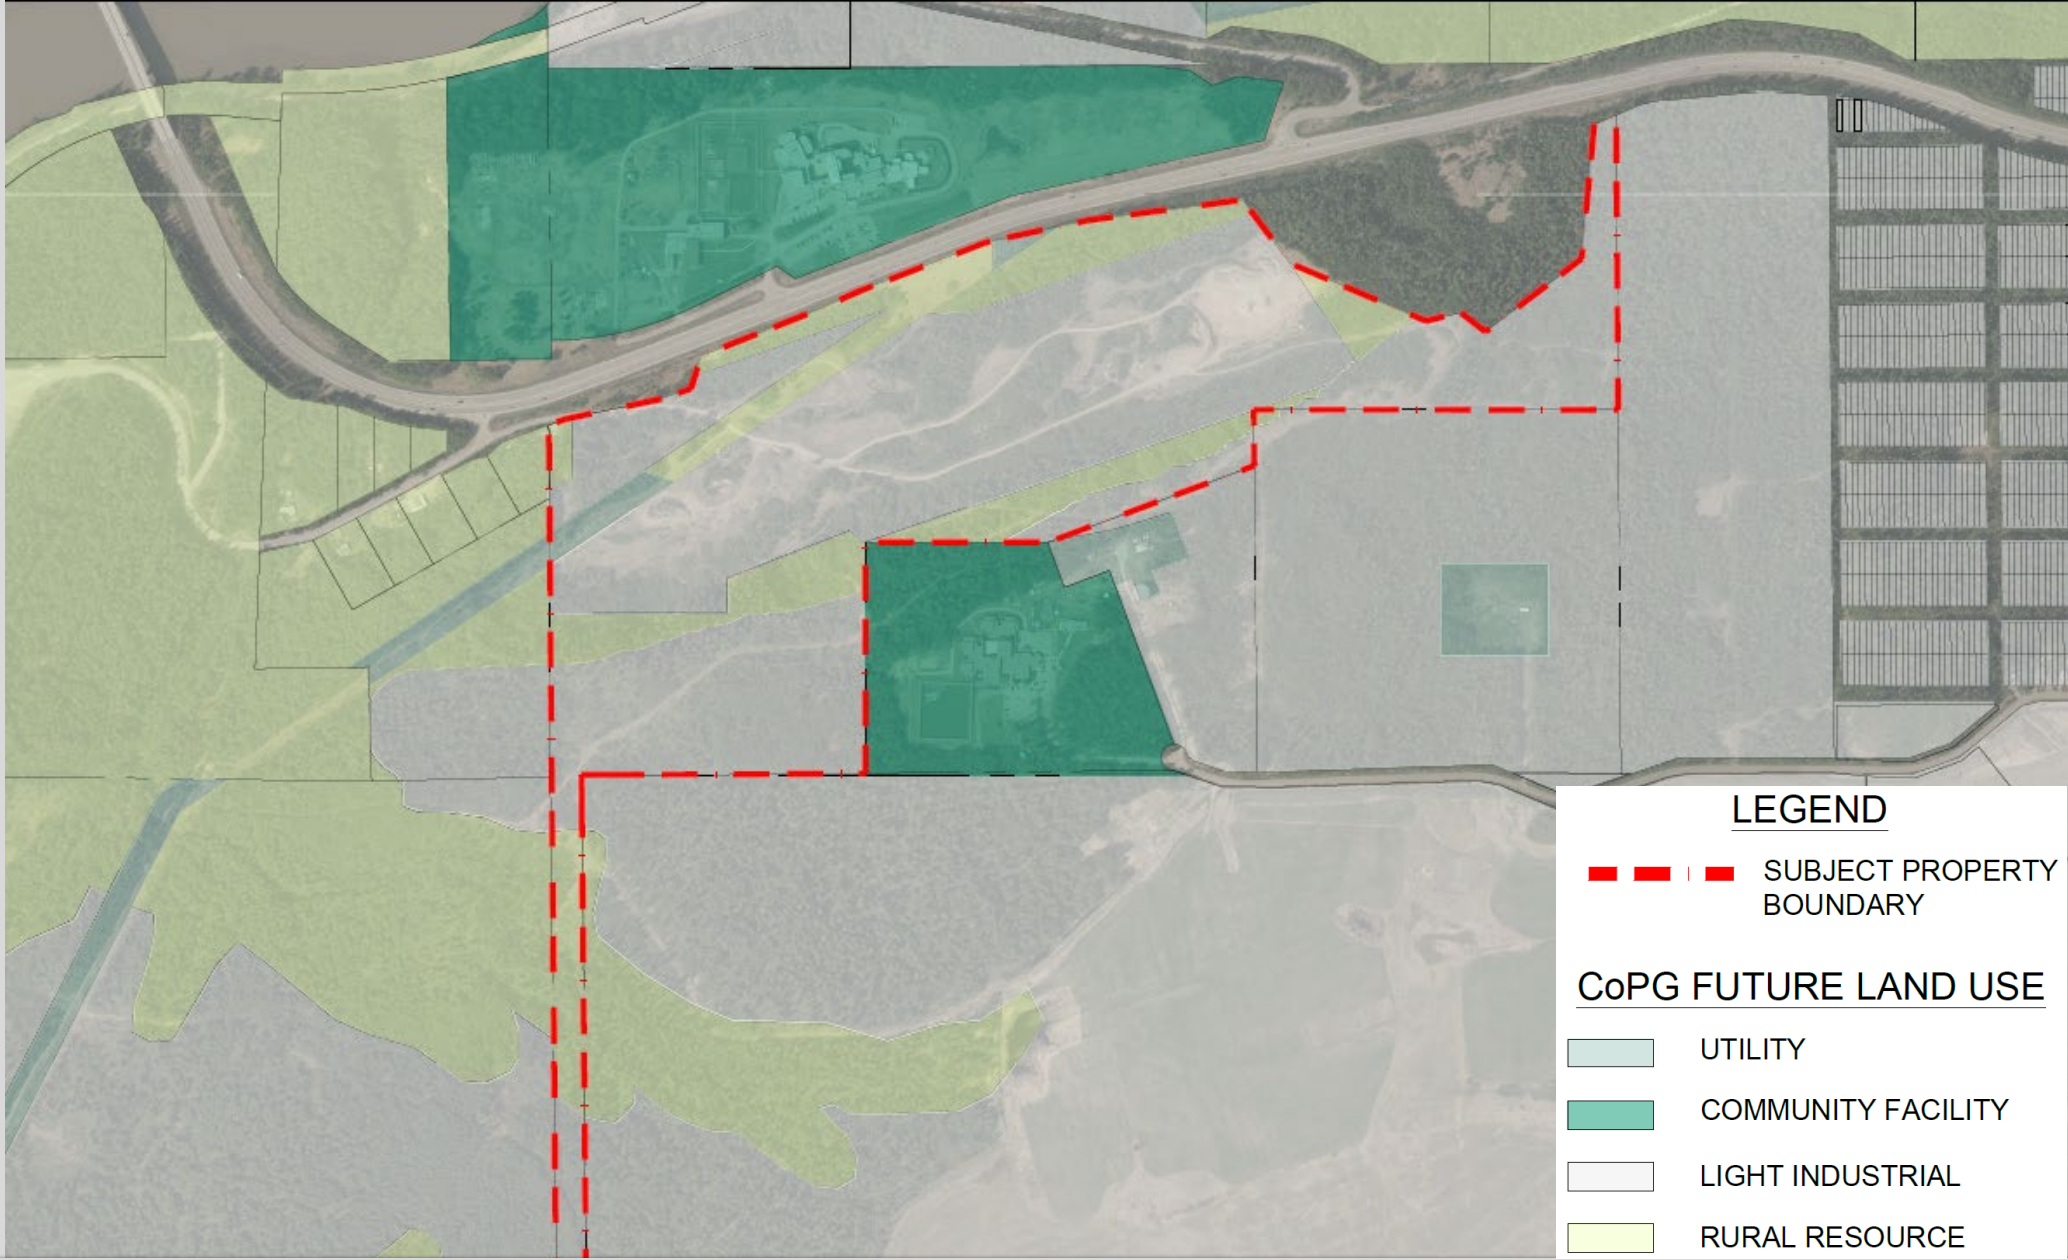 LEGEND
SUBJECT PROPERTY
BOUNDARY
CoPG FUTURE LAND USE
UTILITY
COMMUNITY FACILITY
LIGHT INDUSTRIAL
RURAL RESOURCE